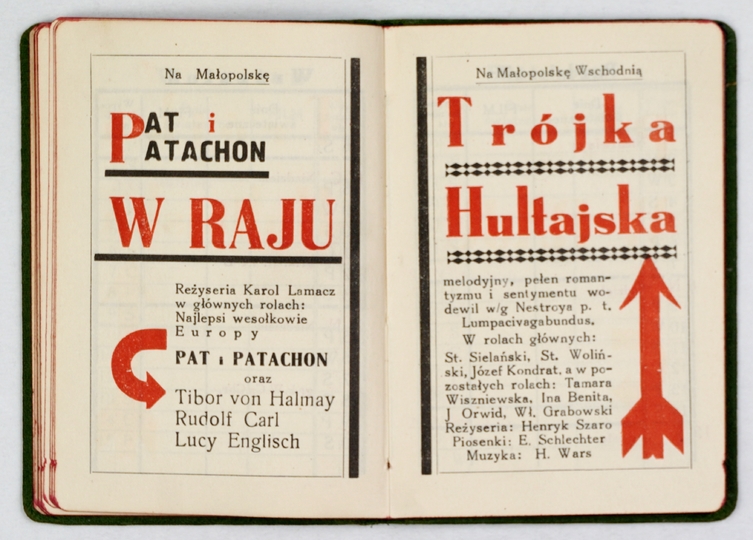 Na Małopolskę
PAT i
PATACHON
W RAJU
Reżyseria Karol Lamacz
w głównych rolach:
Najlepsi wesołkowie
Europy
PAT i PATACHON
oraz
Tibor von Halmay
Rudolf Carl
Lucy Englisch
Na Małopolskę Wschodnią
Trójka
Hultajska
melodyjny, pełen roman-
tyzmu i sentymentu wo-
dewil w/g Nestroya p. t.
Lumpacivagabundus.
W rolach głównych:
St. Sielański, St. Woliń-
ski, Józef Kondrat, a w po-
zostałych rolach: Tamara
Wiszniewska, Ina Benita,
J Orwid, Wł. Grabowski
Reżyseria: Henryk Szaro
Piosenki: E. Schlechter
Muzyka: H. Wars